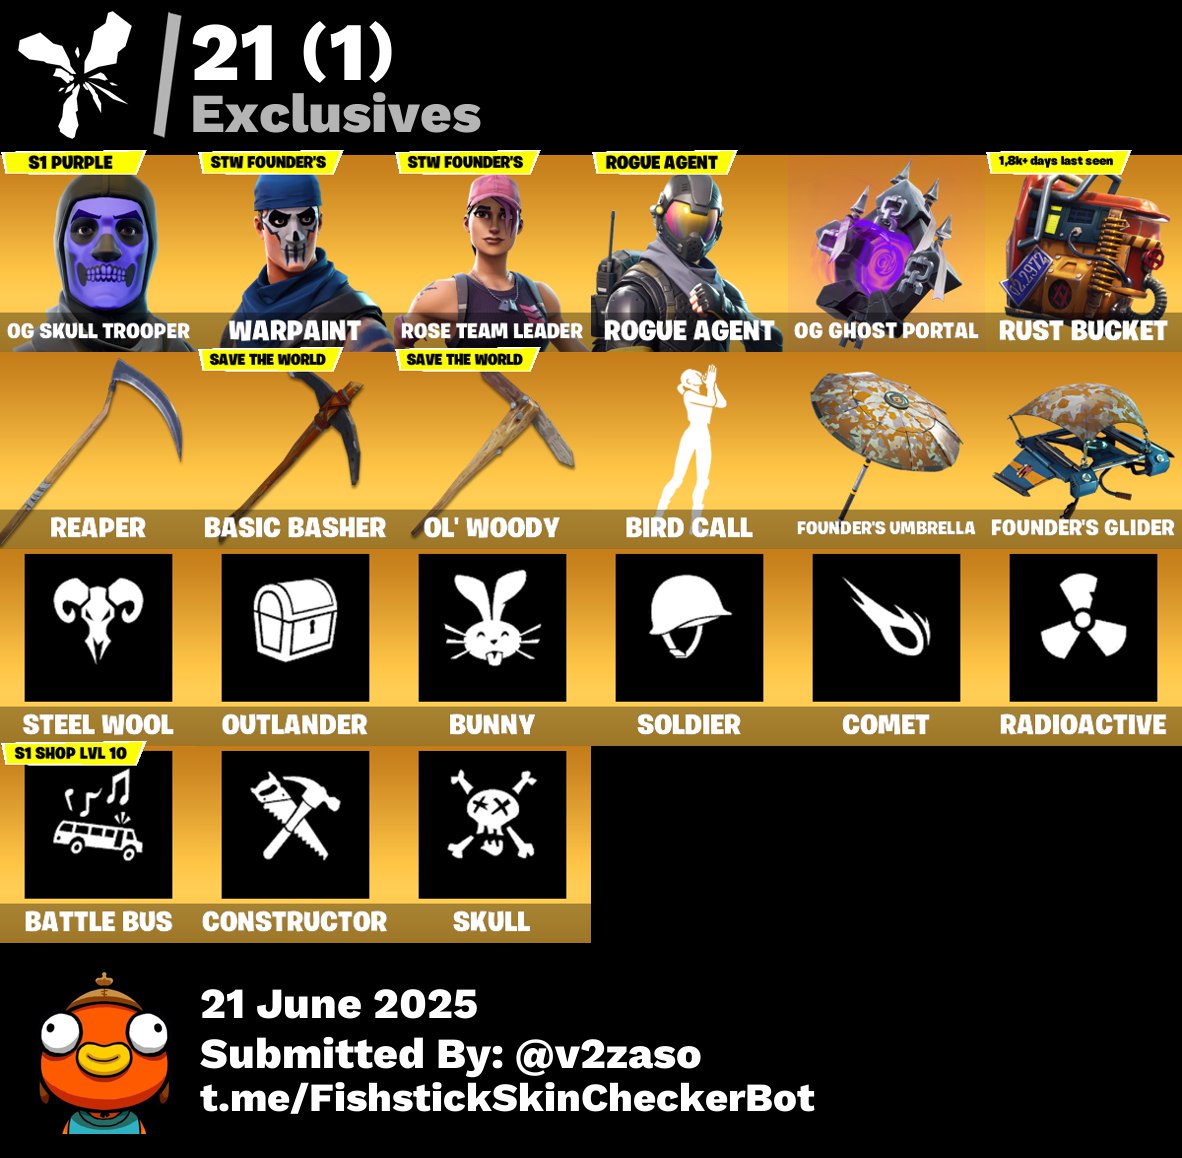 21 (1)
Exclusives
S1 PURPLE
STW FOUNDER'S
STW FOUNDER'S
ROGUE AGENT
1,8k+ days last seen
OG SKULL TROOPER
WARPAINT
ROSE TEAM LEADER
ROGUE AGENT
OG GHOST PORTAL
RUST BUCKET
SAVE THE WORLD
SAVE THE WORLD
REAPER
BASIC BASHER
OL' WOODY
BIRD CALL
FOUNDER'S UMBRELLA
FOUNDER'S GLIDER
STEEL WOOL
OUTLANDER
BUNNY
SOLDIER
COMET
RADIOACTIVE
S1 SHOP LVL 10
BATTLE BUS
CONSTRUCTOR
SKULL
21 June 2025
Submitted By: @v2zaso
t.me/FishstickSkinCheckerBot